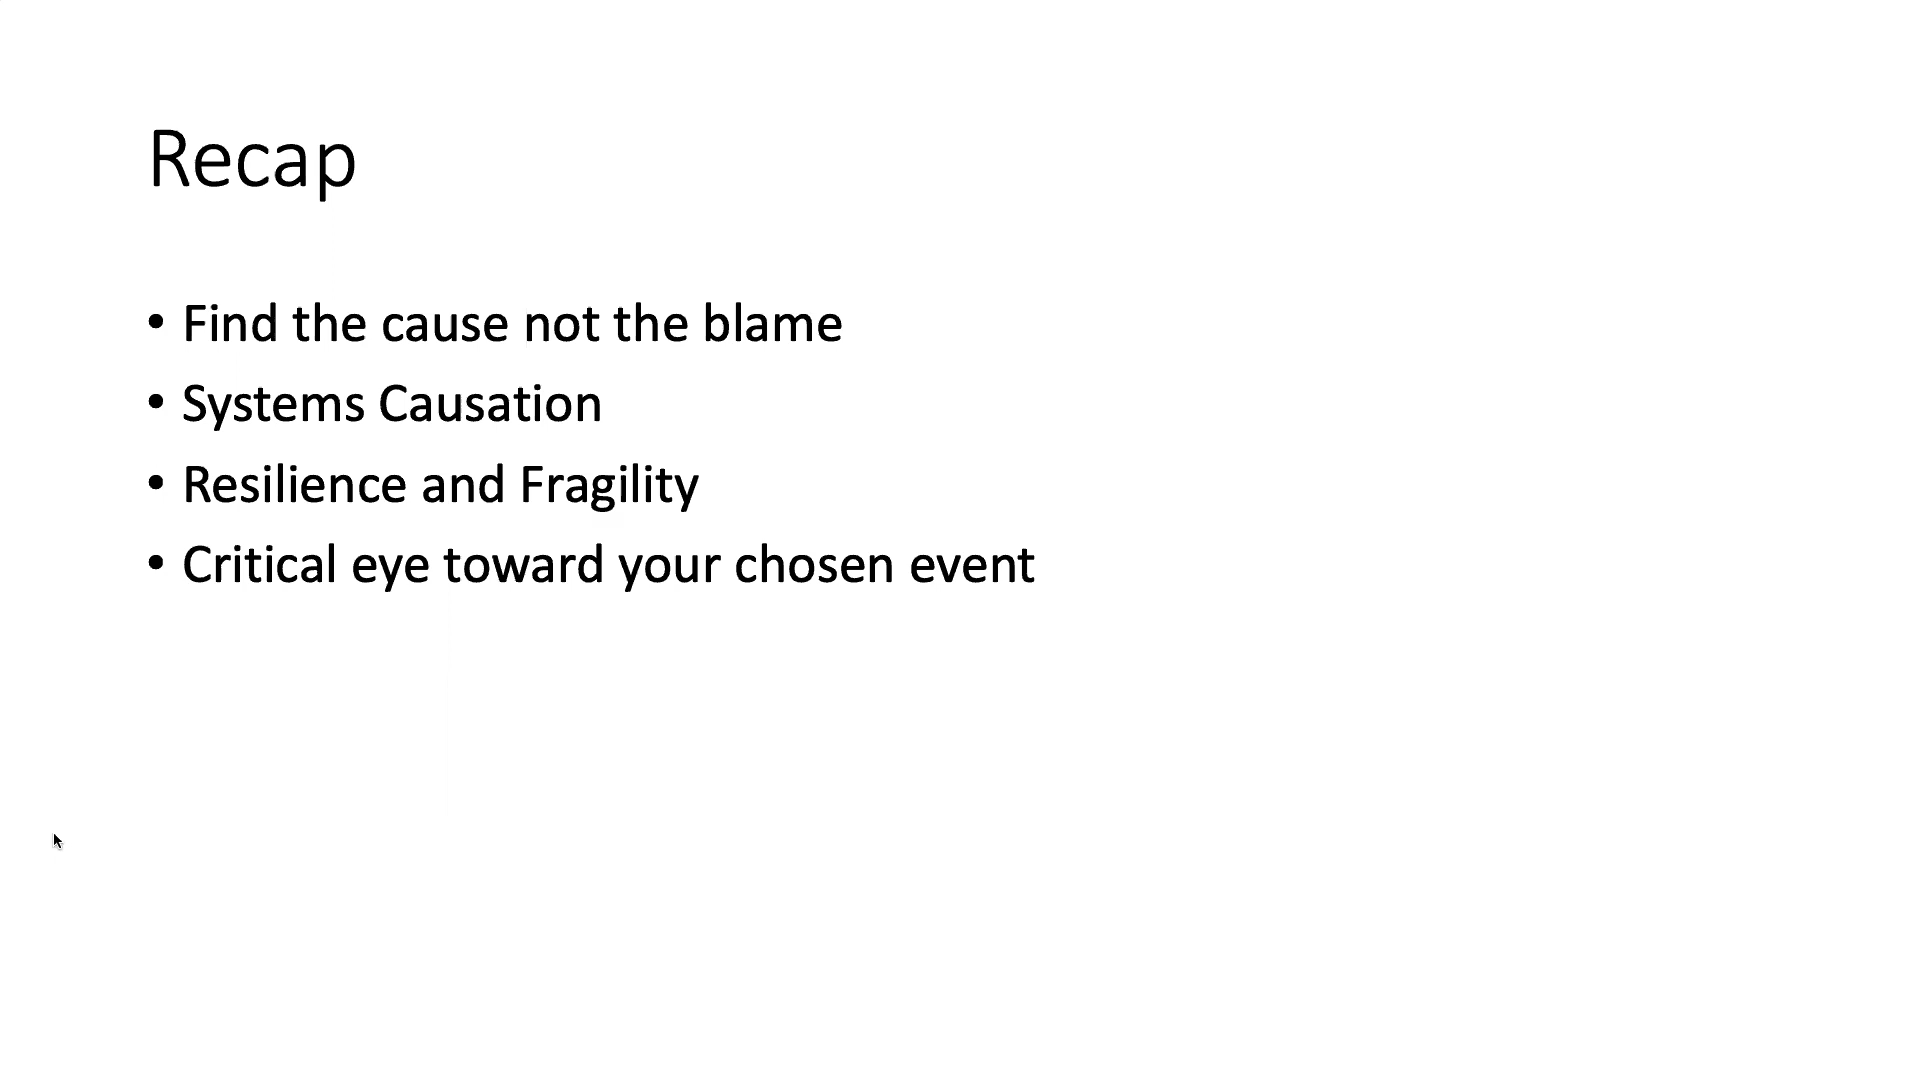 Recap
• Find the cause not the blame
• Systems Causation
• Resilience and Fragility
• Critical eye toward your chosen event